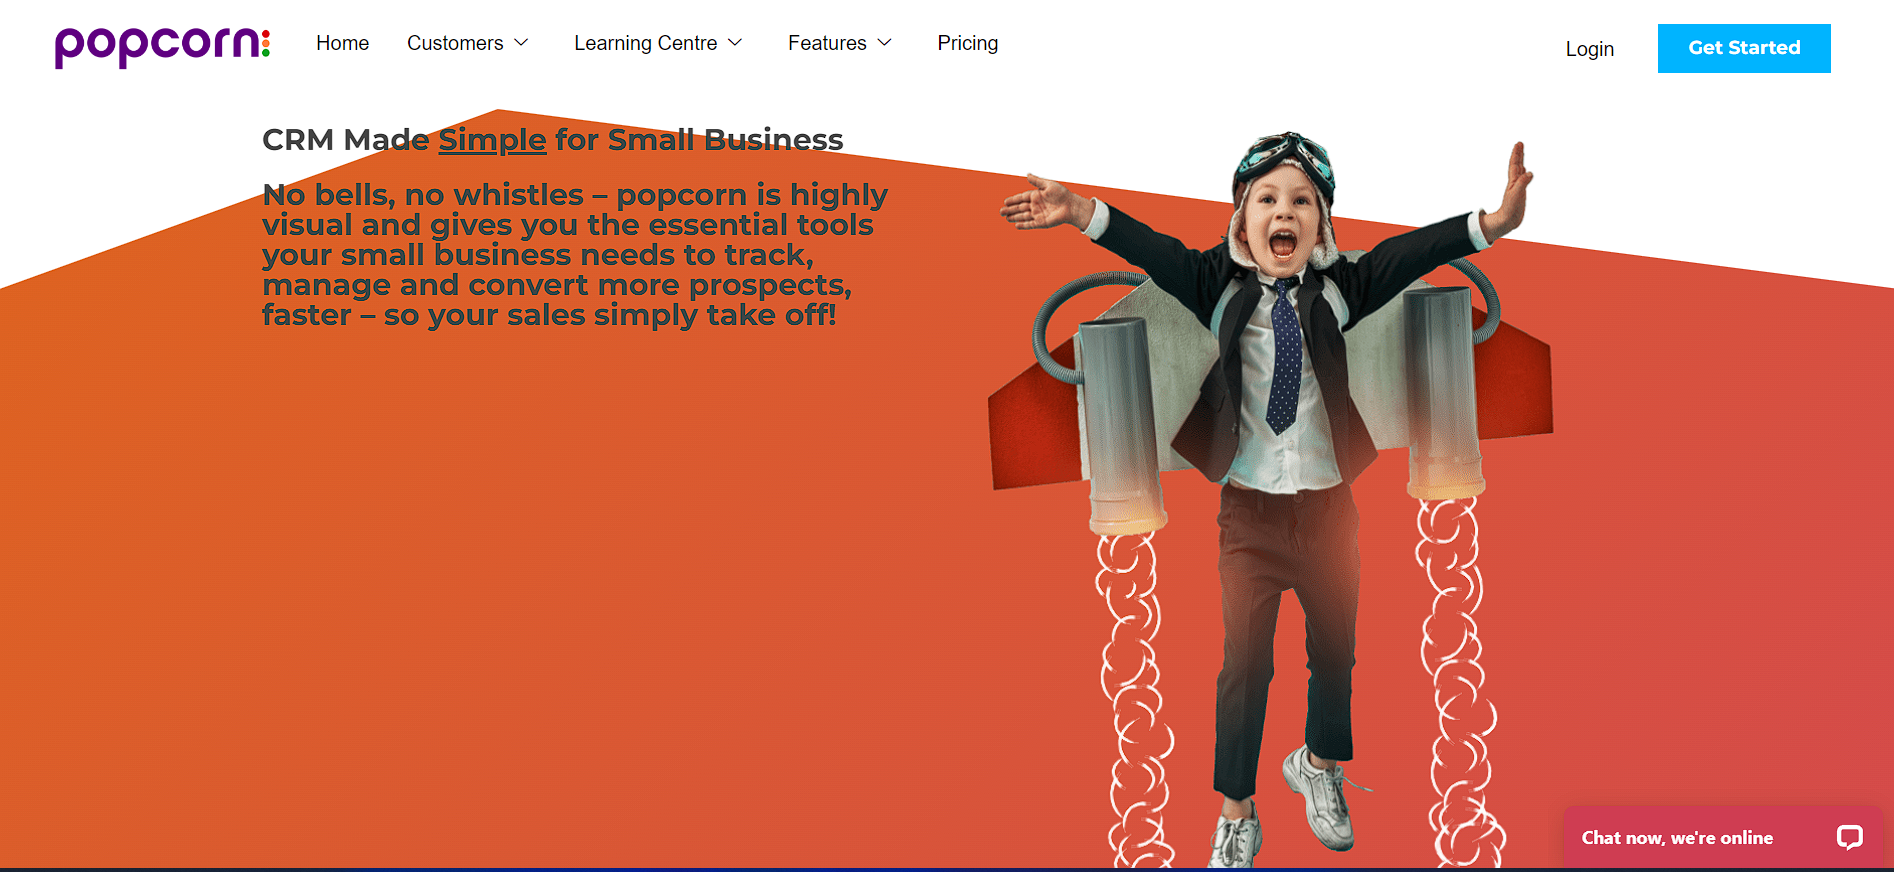 popcorn
Home
Customers
Learning Centre
Features
Pricing
Login
Get Started
CRM Made Simple for Small Business
No bells, no whistles – popcorn is highly
visual and gives you the essential tools
your small business needs to track,
manage and convert more prospects,
faster – so your sales simply take off!
Chat now, we're online